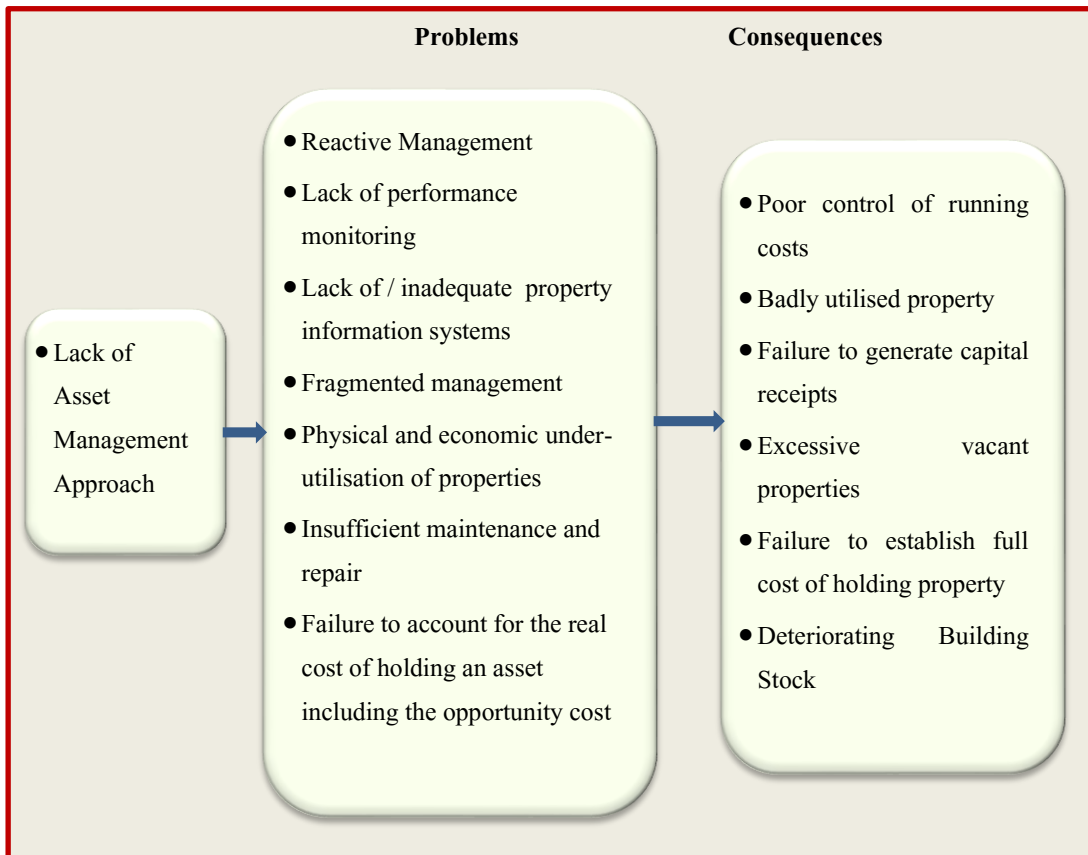 Problems
Consequences
• Lack of
Asset
Management
Approach
• Reactive Management
• Lack of performance
monitoring
• Lack of / inadequate property
information systems
• Fragmented management
• Physical and economic under-
utilisation of properties
• Insufficient maintenance and
repair
• Failure to account for the real
cost of holding an asset
including the opportunity cost
• Poor control of running
costs
• Badly utilised property
• Failure to generate capital
receipts
• Excessive vacant
properties
• Failure to establish full
cost of holding property
• Deteriorating Building
Stock